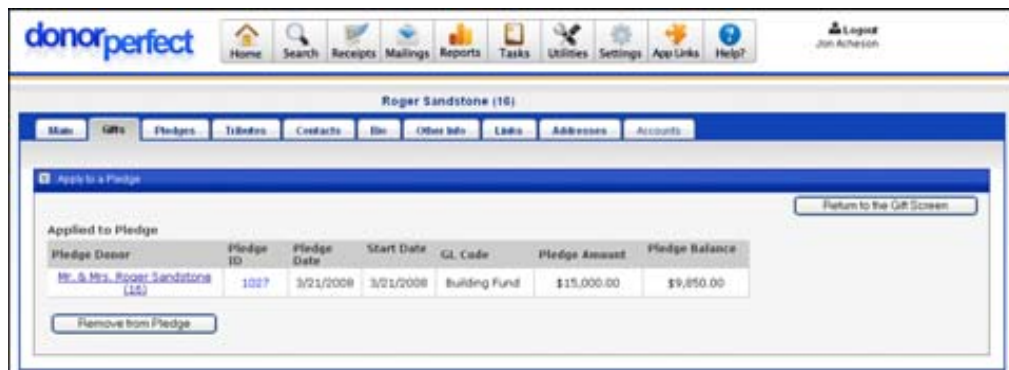 donorperfect
Home Search Receipts Mailings Reports Tasks Utilities Settings App Links Help?
Logout
Jon Acheson
Roger Sandstone (16)
Main Gifts Pledges Tributes Contacts Bio Other Info Links Addresses Accounts
Apply to a Pledge
Return to the Gift Screen
Applied to Pledge
Pledge Donor Pledge ID Pledge Date Start Date GL Code Pledge Amount Pledge Balance
Mr. & Mrs. Roger Sandstone (16) 1027 3/21/2008 3/21/2008 Building Fund $15,000.00 $9,850.00
Remove from Pledge